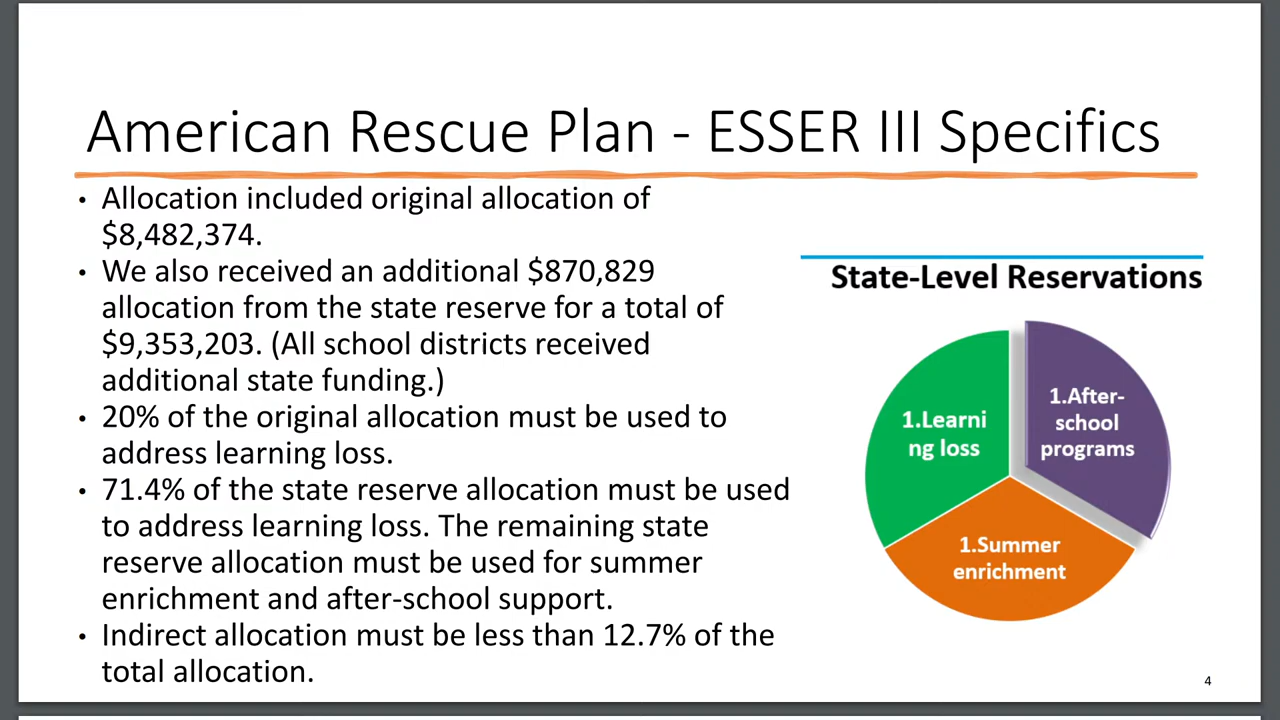 American Rescue Plan - ESSER III Specifics
• Allocation included original allocation of
$8,482,374.
• We also received an additional $870,829
allocation from the state reserve for a total of
$9,353,203. (All school districts received
additional state funding.)
• 20% of the original allocation must be used to
address learning loss.
• 71.4% of the state reserve allocation must be used
to address learning loss. The remaining state
reserve allocation must be used for summer
enrichment and after-school support.
• Indirect allocation must be less than 12.7% of the
total allocation.
State-Level Reservations
1.Learni
ng loss
1.After-
school
programs
1.Summer
enrichment
4